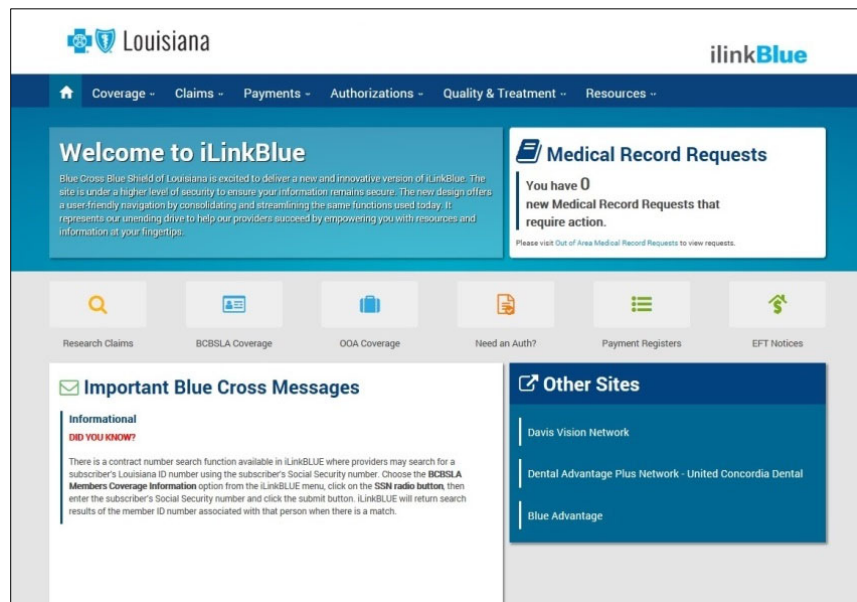 Louisiana
ilinkBlue
Coverage Claims Payments Authorizations Quality & Treatment Resources
Welcome to iLinkBlue
Blue Cross Blue Shield of Louisiana is excited to deliver a new and innovative version of iLinkBlue. The
site is under a higher level of security to ensure your information remains secure. The new design offers
a user-friendly navigation by consolidating and streamlining the same functions used today. It
represents our unending drive to help our providers succeed by empowering you with resources and
information at your fingertips.
Medical Record Requests
You have 0
new Medical Record Requests that
require action.
Please visit Out of Area Medical Record Requests to view requests.
Research Claims
BCBSLA Coverage
OOA Coverage
Need an Auth?
Payment Registers
EFT Notices
Important Blue Cross Messages
Informational
DID YOU KNOW?
There is a contract number search function available in iLinkBLUE where providers may search for a
subscriber's Louisiana ID number using the subscriber's Social Security number. Choose the BCBSLA
Members Coverage Information option from the iLinkBLUE menu, click on the SSN radio button, then
enter the subscriber's Social Security number and click the submit button. iLinkBLUE will return search
results of the member ID number associated with that person when there is a match.
Other Sites
Davis Vision Network
Dental Advantage Plus Network - United Concordia Dental
Blue Advantage